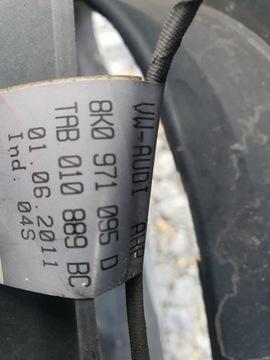 VW-AUDI
8K0 971 095 D
TAB 010 889 BC
01.06.2011
Ind: 04S